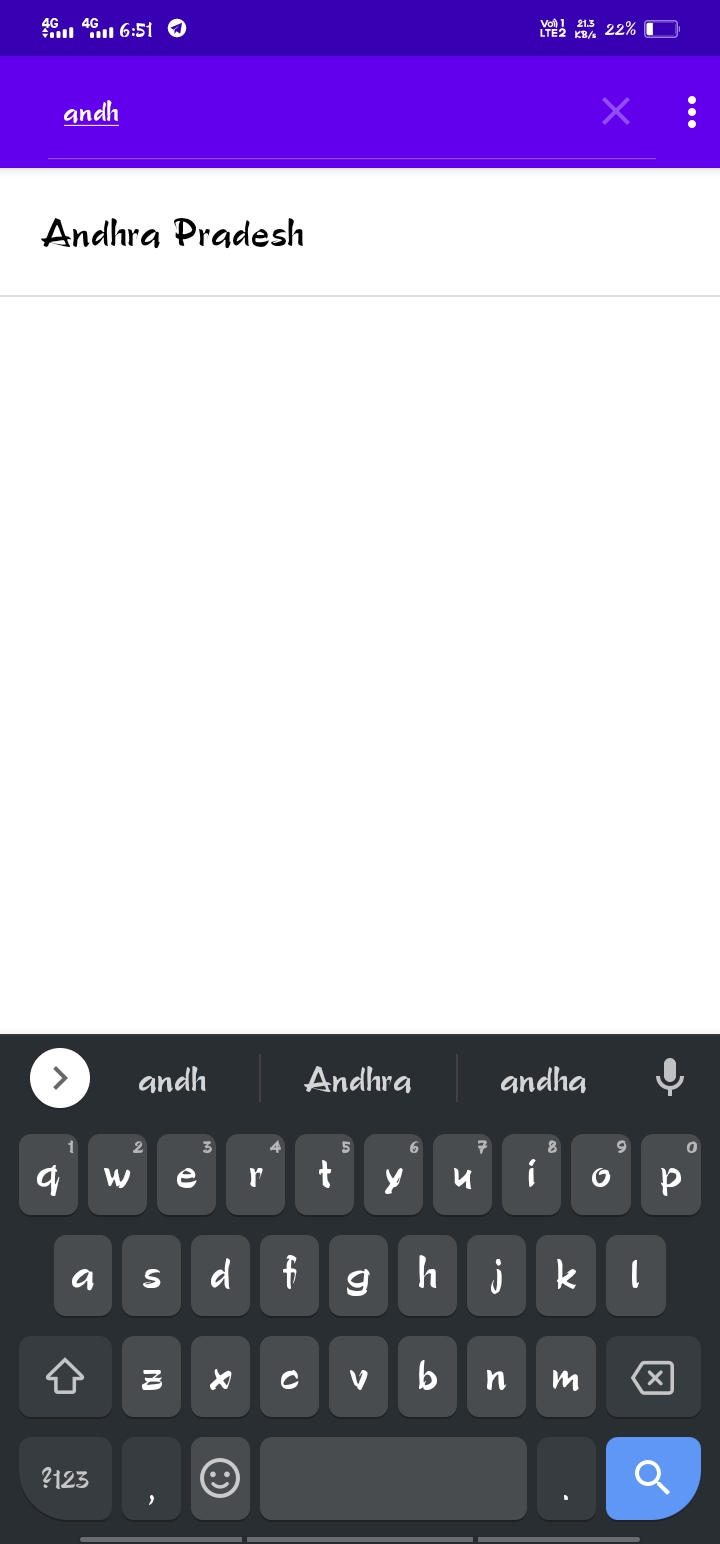 4G 4G 6:51 Vo)) 1 LTE2 21.3 KB/s 22%
andh
Andhra Pradesh
andh Andhra andha
1 2 3 4 5 6 7 8 9 0
q w e r t y u i o p
a s d f g h j k l
z x c v b n m
?123 , .